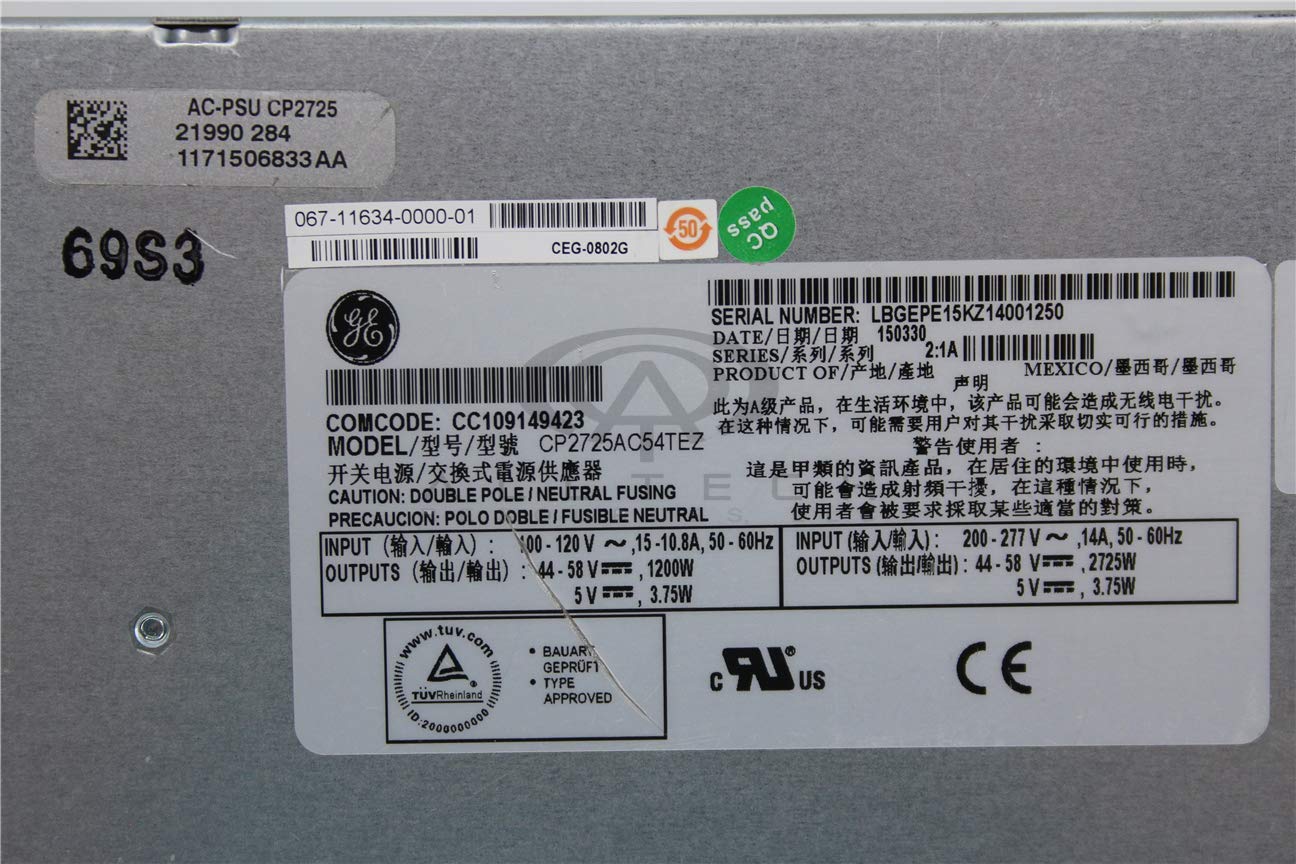 AC-PSU CP2725
21990 284
1171506833AA
067-11634-0000-01
CEG-0802G
50
QC
pass
69S3
GE
COMCODE: CC109149423
MODEL/型号/型號 CP2725AC54TEZ
开关电源/交換式電源供應器
CAUTION: DOUBLE POLE / NEUTRAL FUSING
PRECAUCION: POLO DOBLE / FUSIBLE NEUTRAL
SERIAL NUMBER: LBGEPE15KZ14001250
DATE/日期/日期 150330
SERIES/系列/系列 2:1A
PRODUCT OF/产地/產地 MEXICO/墨西哥/墨西哥
声明
此为A级产品，在生活环境中，该产品可能会造成无线电干扰。
在这种情况下，可能需要用户对其干扰采取切实可行的措施。
警告使用者：
這是甲類的資訊產品，在居住的環境中使用時，
可能會造成射頻干擾，在這種情況下，
使用者會被要求採取某些適當的對策。
INPUT (输入/輸入) : 100 - 120 V ~ ,15 -10.8A, 50 - 60Hz
OUTPUTS (输出/輸出) : 44 - 58 V ⎓ , 1200W
5 V ⎓ , 3.75W
INPUT (输入/輸入) : 200 - 277 V ~ ,14A, 50 - 60Hz
OUTPUTS (输出/輸出) : 44 - 58 V ⎓ , 2725W
5 V ⎓ , 3.75W
www.tuv.com
TÜVRheinland
ID:2000000000
• BAUART
GEPRÜFT
• TYPE
APPROVED
c RU ® US
CE